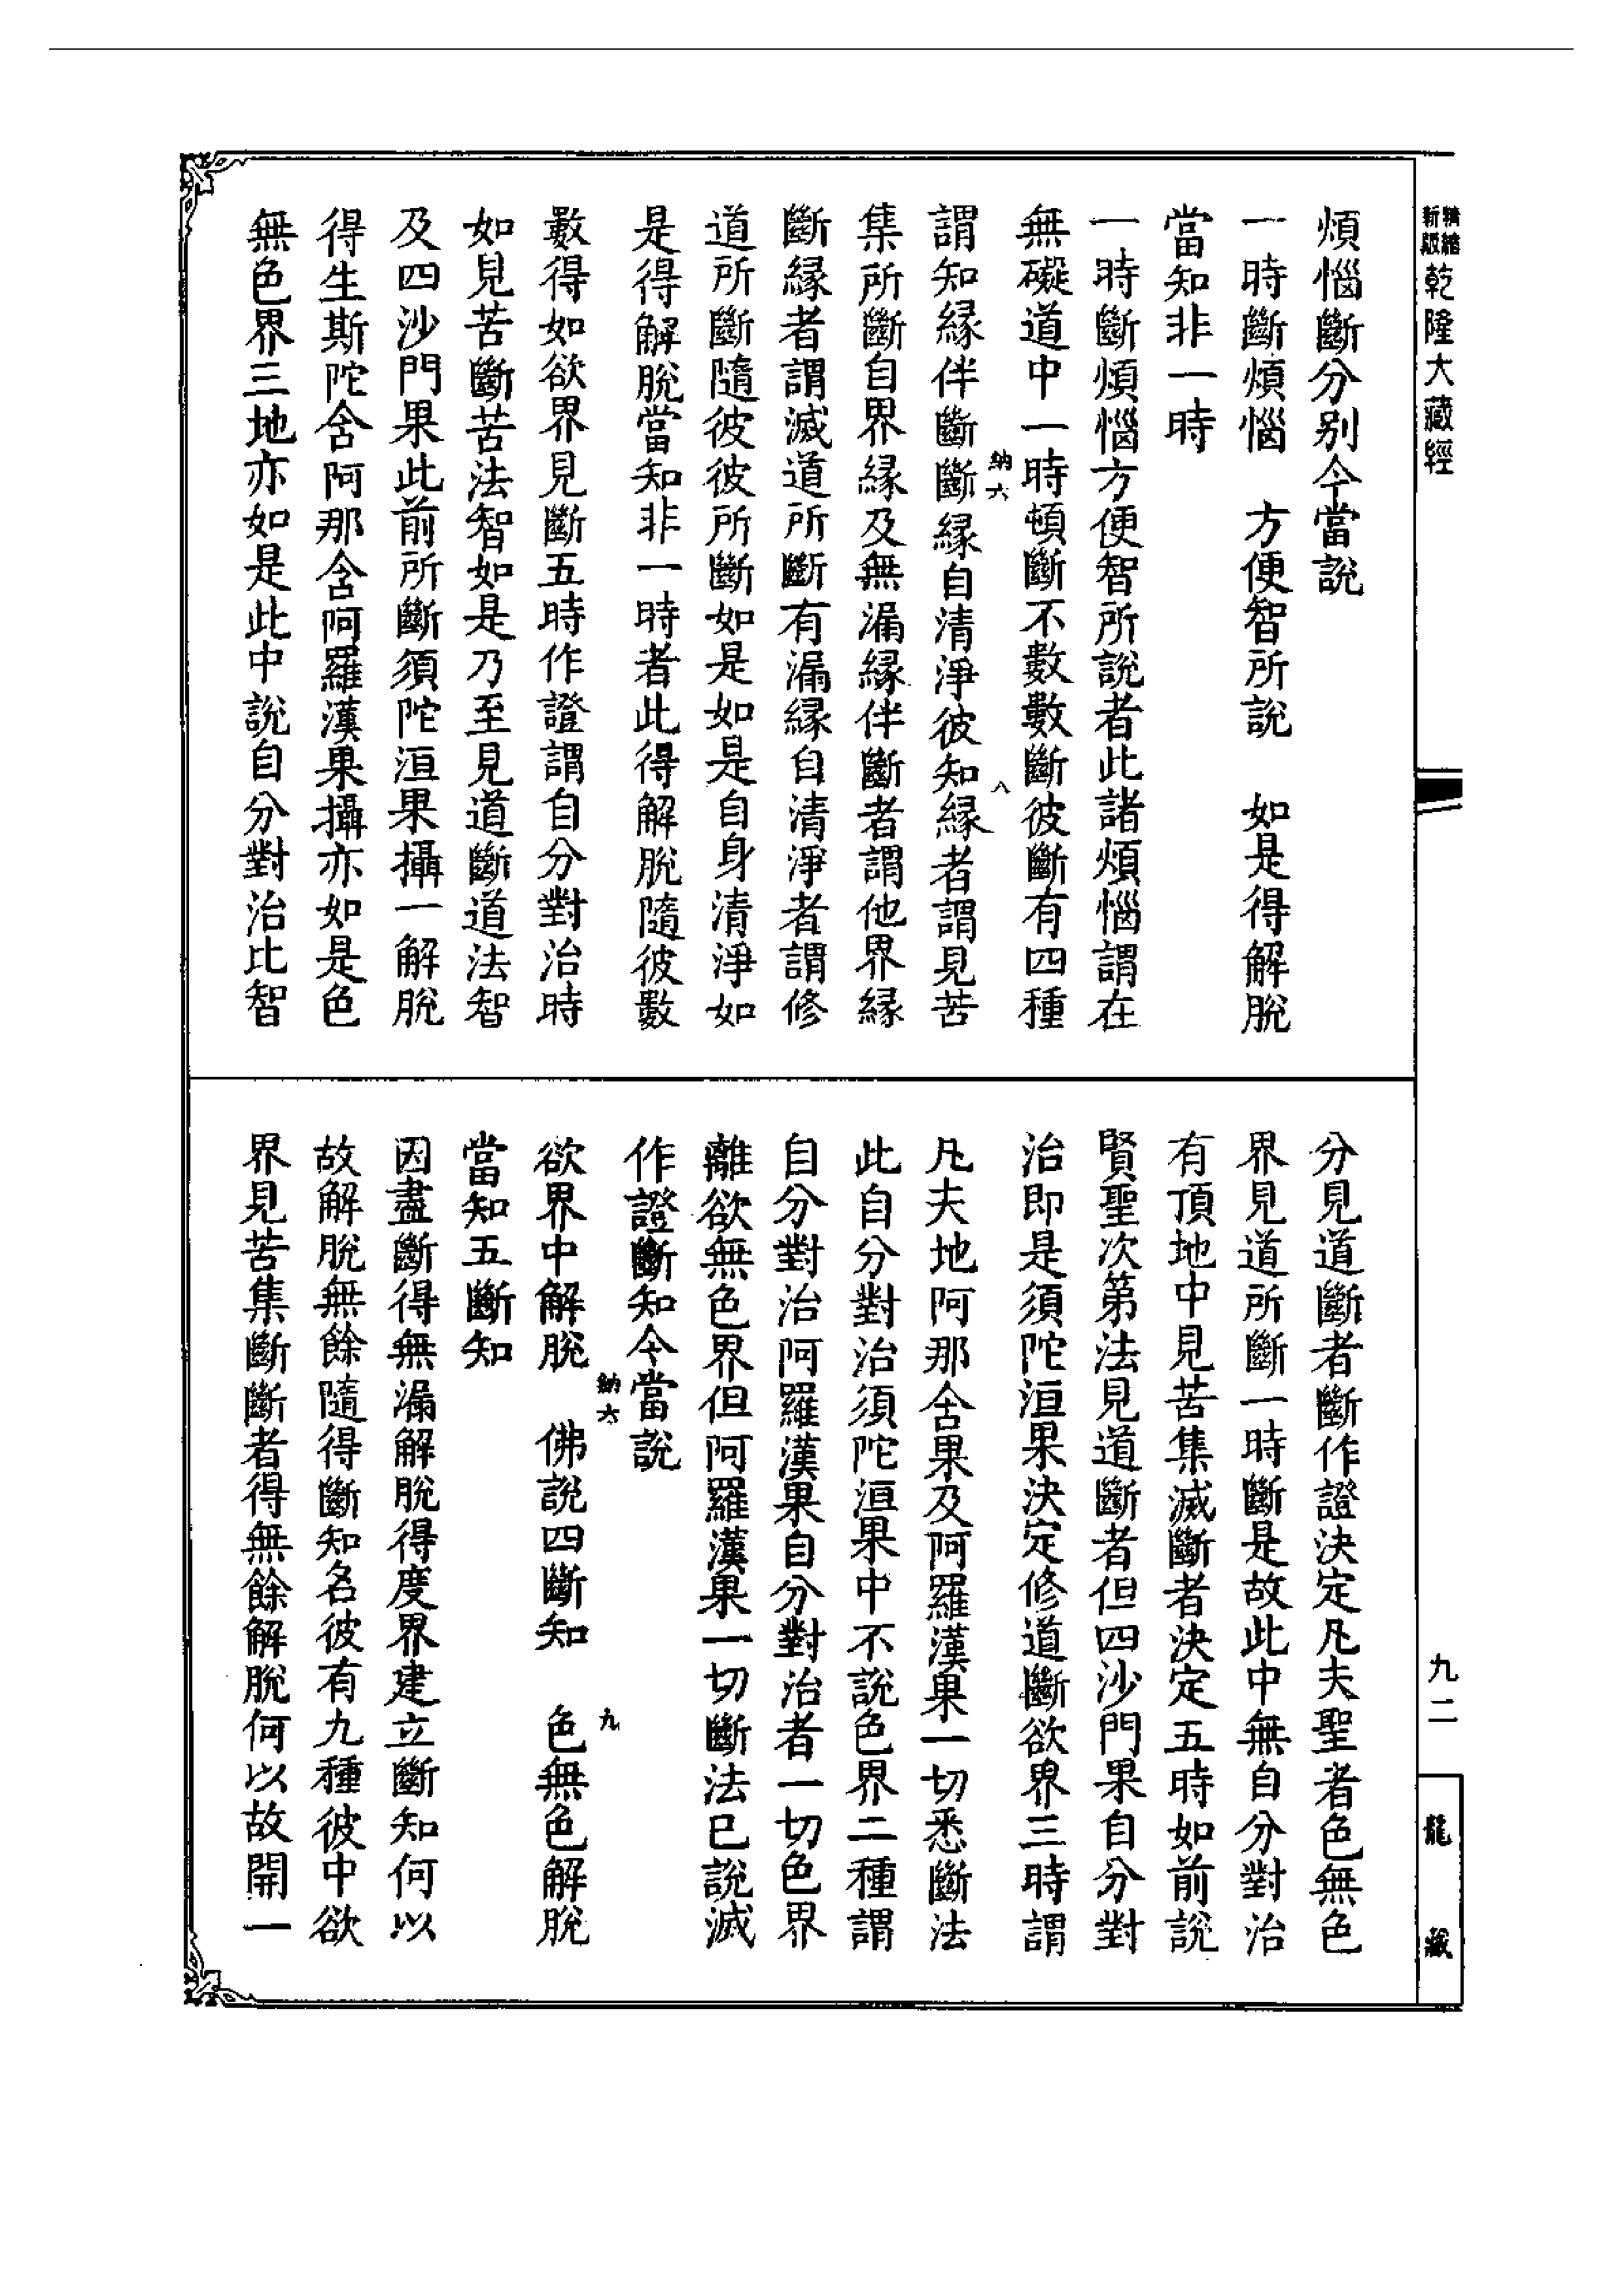 精縮新版乾隆大藏經
煩惱斷分别今當說
一時斷煩惱　方便智所說　如是得解脫
當知非一時
一時斷煩惱方便智所說者此諸煩惱謂在
無礙道中一時頓斷不數數斷彼斷有四種
謂知緣伴斷斷緣自清淨彼知緣者謂見苦
納六　八
集所斷自界緣及無漏緣伴斷者謂他界緣
斷緣者謂滅道所斷有漏緣自清淨者謂修
道所斷隨彼彼所斷如是如是自身清淨如
是得解脫當知非一時者此得解脫隨彼數
數得如欲界見斷五時作證謂自分對治時
如見苦斷苦法智如是乃至見道斷道法智
及四沙門果此前所斷須陀洹果攝一解脫
得生斯陀含阿那含阿羅漢果攝亦如是色
無色界三地亦如是此中說自分對治比智
分見道斷者斷作證決定凡夫聖者色無色
界見道所斷一時斷是故此中無自分對治
有頂地中見苦集滅斷者決定五時如前說
賢聖次第法見道斷者但四沙門果自分對
治即是須陀洹果決定修道斷欲界三時謂
凡夫地阿那含果及阿羅漢果一切悉斷法
此自分對治須陀洹果中不說色界二種謂
自分對治阿羅漢果自分對治者一切色界
離欲無色界但阿羅漢果一切斷法已說滅
作證斷知今當說
納六　九
欲界中解脫　佛說四斷知　色無色解脫
當知五斷知
因盡斷得無漏解脫得度界建立斷知何以
故解脫無餘隨得斷知名彼有九種彼中欲
界見苦集斷斷者得無餘解脫何以故開一
九二
龍藏